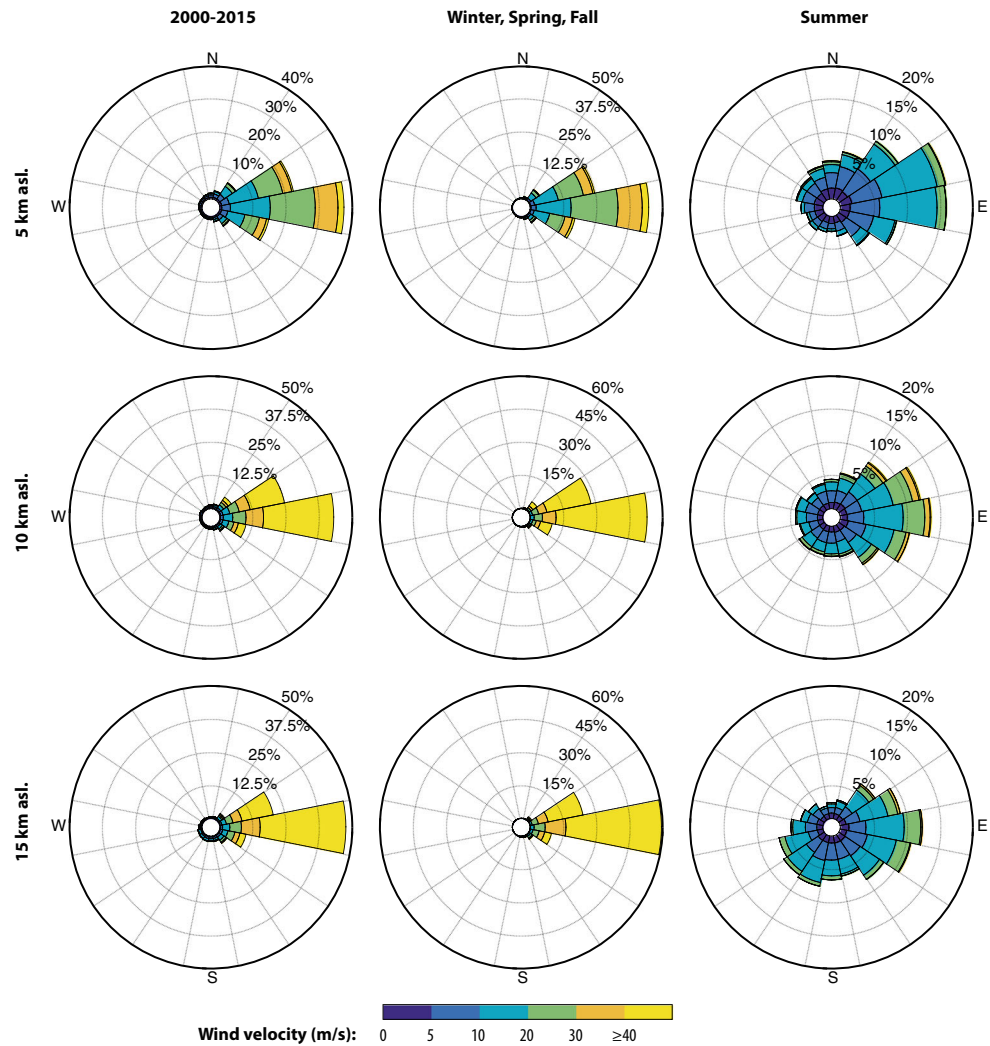 2000-2015
Winter, Spring, Fall
Summer
5 km asl.
N
40%
30%
20%
10%
W
N
50%
37.5%
25%
12.5%
N
20%
15%
10%
5%
E
10 km asl.
50%
37.5%
25%
12.5%
W
60%
45%
30%
15%
20%
15%
10%
5%
E
15 km asl.
50%
37.5%
25%
12.5%
W
S
60%
45%
30%
15%
S
20%
15%
10%
5%
E
S
Wind velocity (m/s): 0 5 10 20 30 ≥40